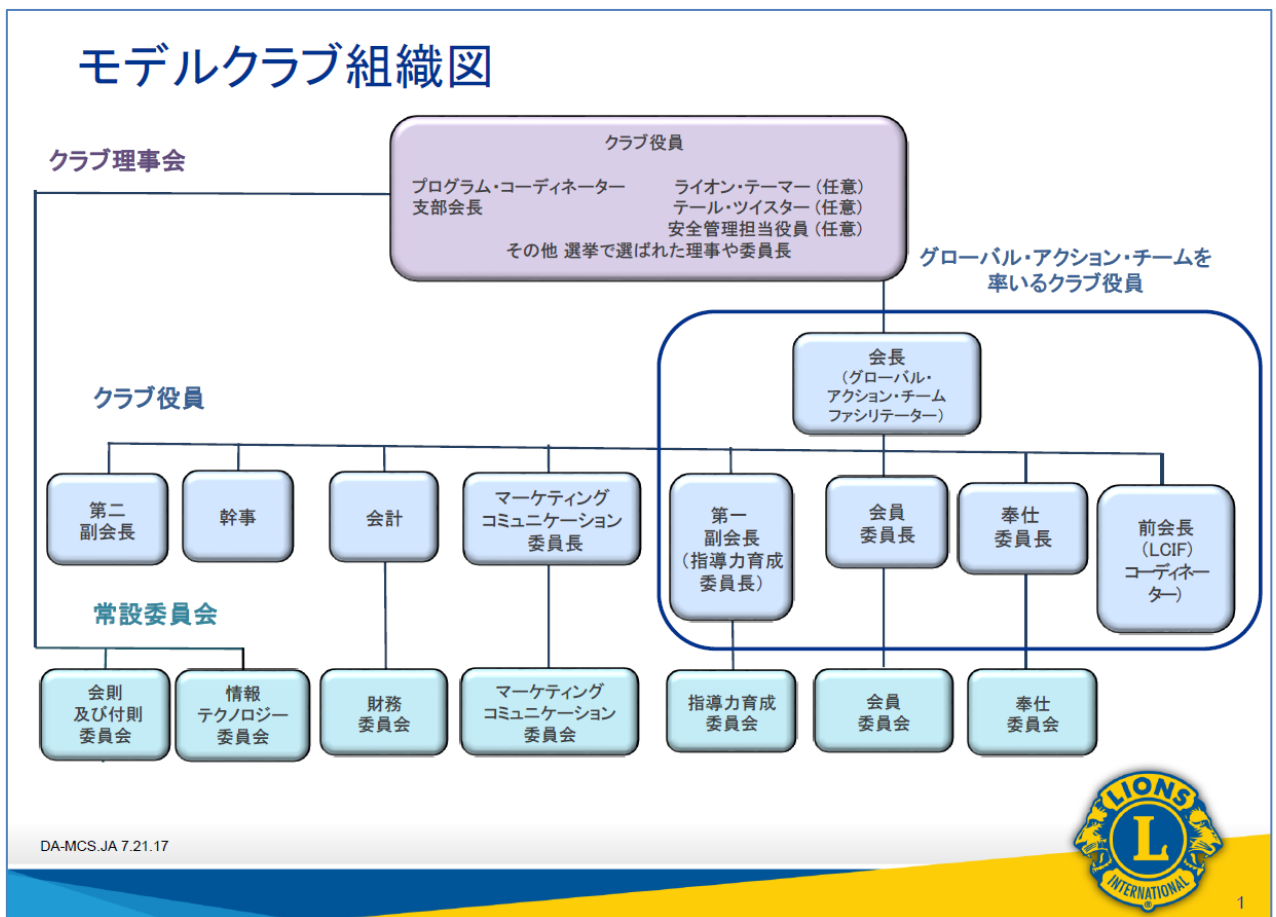 モデルクラブ組織図
クラブ理事会
クラブ役員
プログラム・コーディネーター
支部会長
ライオン・テーマー (任意)
テール・ツイスター (任意)
安全管理担当役員 (任意)
その他 選挙で選ばれた理事や委員長
グローバル・アクション・チームを
率いるクラブ役員
会長
(グローバル・
アクション・チーム
ファシリテーター)
クラブ役員
第二
副会長
幹事
会計
マーケティング
コミュニケーション
委員長
第一
副会長
(指導力育成
委員長)
会員
委員長
奉仕
委員長
前会長
(LCIF)
コーディネー
ター)
常設委員会
会則
及び付則
委員会
情報
テクノロジー
委員会
財務
委員会
マーケティング
コミュニケーション
委員会
指導力育成
委員会
会員
委員会
奉仕
委員会
DA-MCS.JA 7.21.17
LIONS
L
INTERNATIONAL
®
1